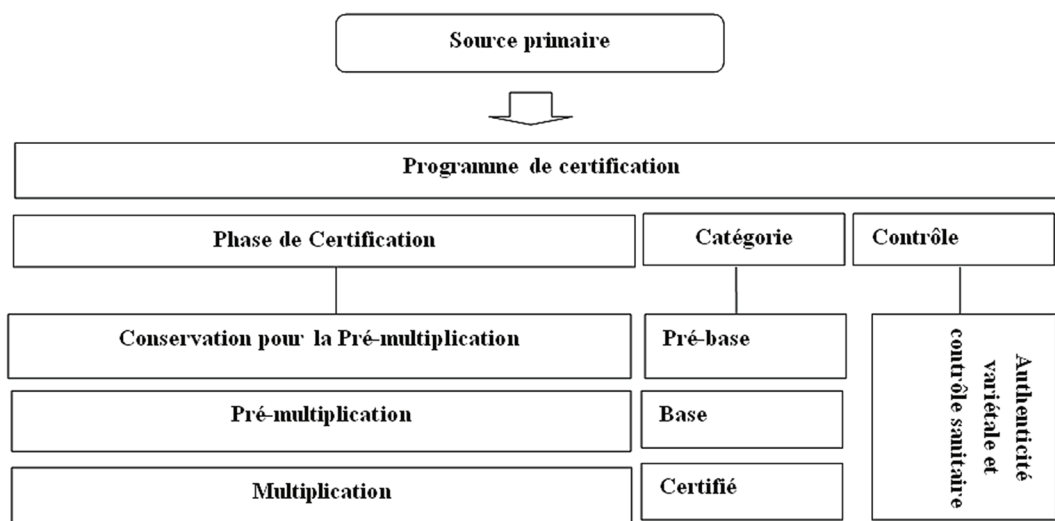 Source primaire
Programme de certification
Phase de Certification
Catégorie
Contrôle
Conservation pour la Pré-multiplication
Pré-base
Pré-multiplication
Base
Multiplication
Certifié
Authenticité
variétale et
contrôle sanitaire